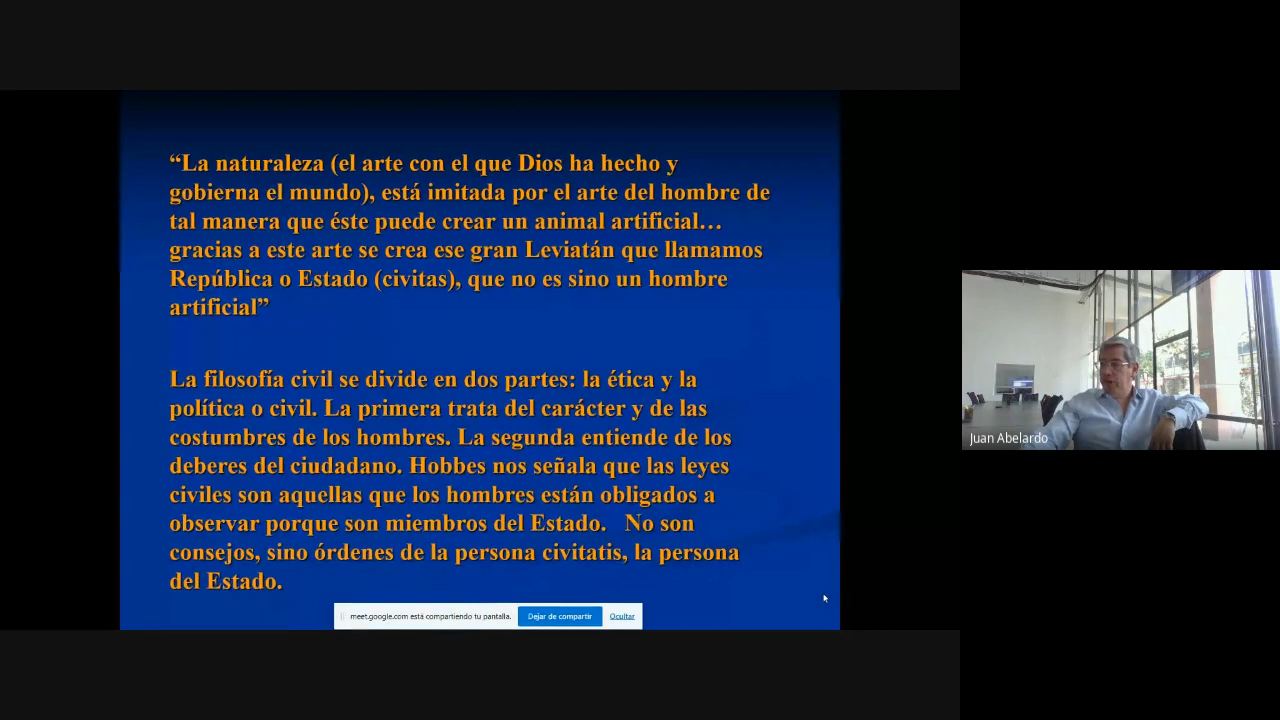 “La naturaleza (el arte con el que Dios ha hecho y
gobierna el mundo), está imitada por el arte del hombre de
tal manera que éste puede crear un animal artificial…
gracias a este arte se crea ese gran Leviatán que llamamos
República o Estado (civitas), que no es sino un hombre
artificial”
La filosofía civil se divide en dos partes: la ética y la
política o civil. La primera trata del carácter y de las
costumbres de los hombres. La segunda entiende de los
deberes del ciudadano. Hobbes nos señala que las leyes
civiles son aquellas que los hombres están obligados a
observar porque son miembros del Estado.   No son
consejos, sino órdenes de la persona civitatis, la persona
del Estado.
meet.google.com está compartiendo tu pantalla.
Dejar de compartir
Ocultar
Juan Abelardo